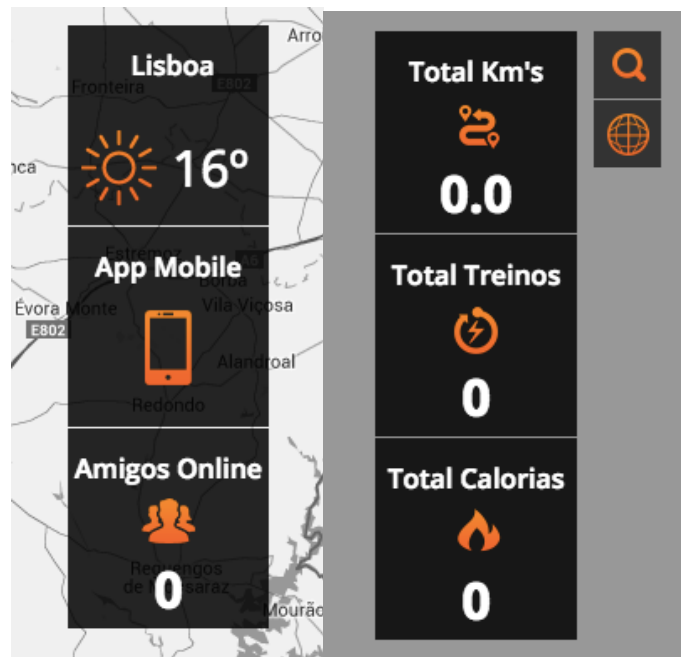 Arro
Lisboa
Fronteira
E802
nca
16º
Estremoz
App Mobile
A6
Borba
Évora Monte
Vila Viçosa
E802
Alandroal
Redondo
Amigos Online
Reguengos
de Monsaraz
0
Mourão
Total Km's
0.0
Total Treinos
0
Total Calorias
0